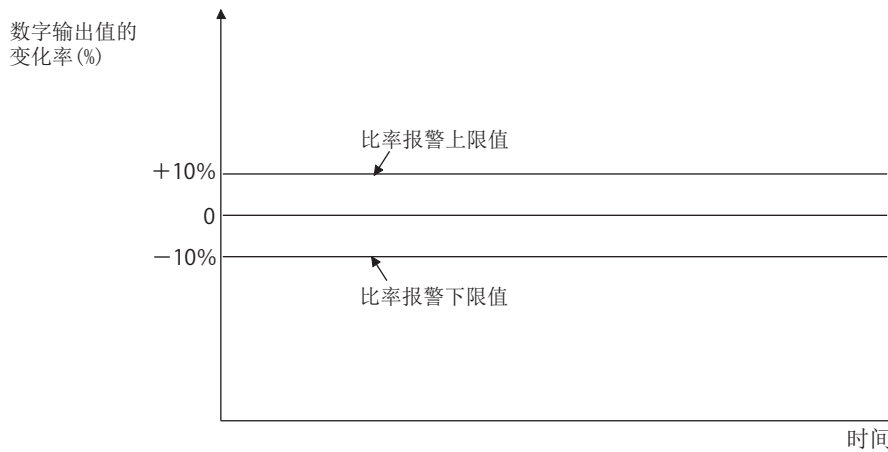 数字输出值的
变化率(%)
比率报警上限值
+10%
0
−10%
比率报警下限值
时间